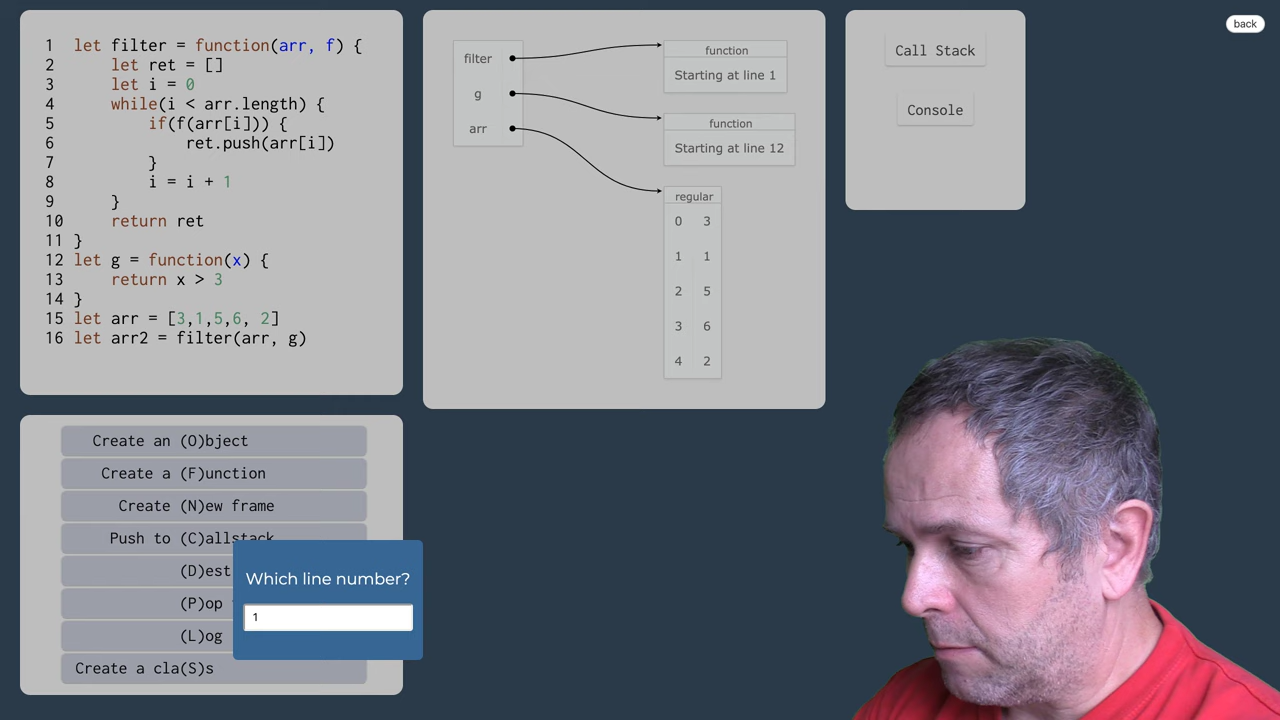 1 let filter = function(arr, f) {
2 let ret = []
3 let i = 0
4 while(i < arr.length) {
5 if(f(arr[i])) {
6 ret.push(arr[i])
7 }
8 i = i + 1
9 }
10 return ret
11 }
12 let g = function(x) {
13 return x > 3
14 }
15 let arr = [3,1,5,6, 2]
16 let arr2 = filter(arr, g)
filter
g
arr
function
Starting at line 1
function
Starting at line 12
regular
0 3
1 1
2 5
3 6
4 2
Call Stack
Console
back
Create an (O)bject
Create a (F)unction
Create (N)ew frame
Push to (C)allstack
(D)est
(P)op
(L)og
Create a cla(S)s
Which line number?
1